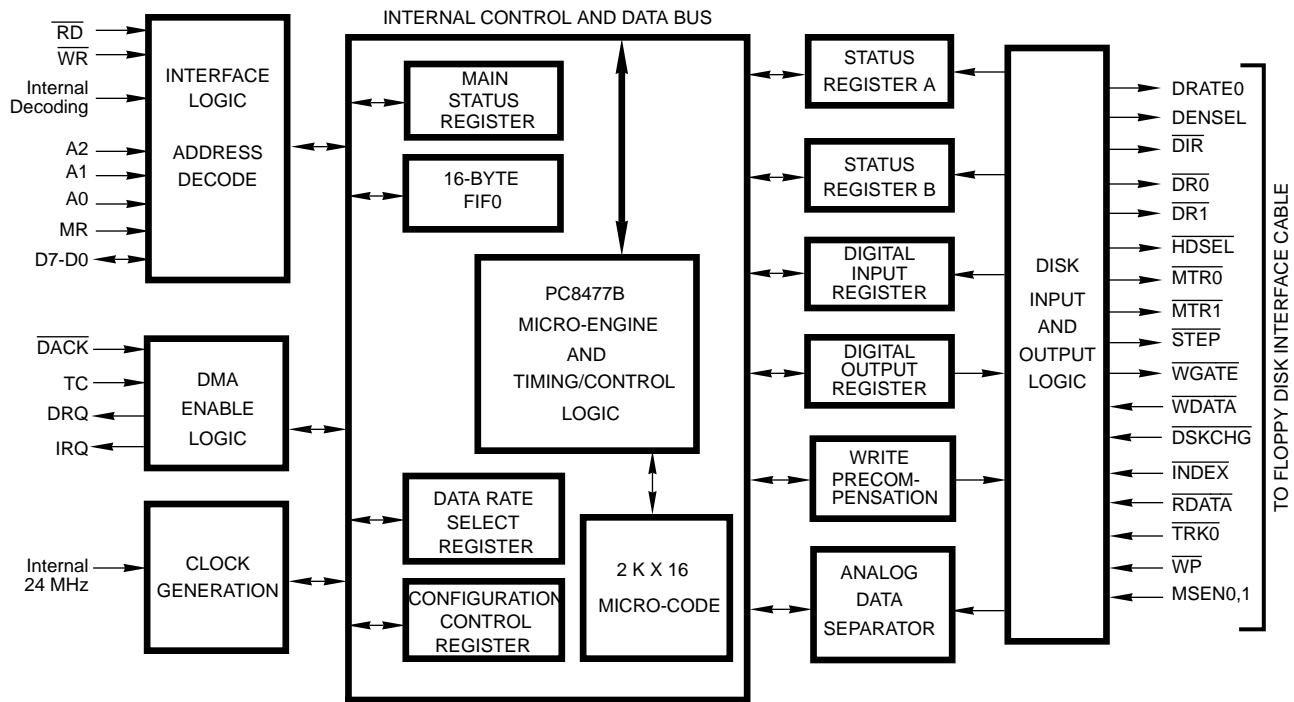 INTERNAL CONTROL AND DATA BUS
RD
WR
Internal
Decoding
A2
A1
A0
MR
D7-D0
INTERFACE
LOGIC
ADDRESS
DECODE
DACK
TC
DRQ
IRQ
DMA
ENABLE
LOGIC
Internal
24 MHz
CLOCK
GENERATION
MAIN
STATUS
REGISTER
16-BYTE
FIF0
PC8477B
MICRO-ENGINE
AND
TIMING/CONTROL
LOGIC
DATA RATE
SELECT
REGISTER
CONFIGURATION
CONTROL
REGISTER
2 K X 16
MICRO-CODE
STATUS
REGISTER A
STATUS
REGISTER B
DIGITAL
INPUT
REGISTER
DIGITAL
OUTPUT
REGISTER
WRITE
PRECOM-
PENSATION
ANALOG
DATA
SEPARATOR
DISK
INPUT
AND
OUTPUT
LOGIC
DRATE0
DENSEL
DIR
DR0
DR1
HDSEL
MTR0
MTR1
STEP
WGATE
WDATA
DSKCHG
INDEX
RDATA
TRK0
WP
MSEN0,1
TO FLOPPY DISK INTERFACE CABLE